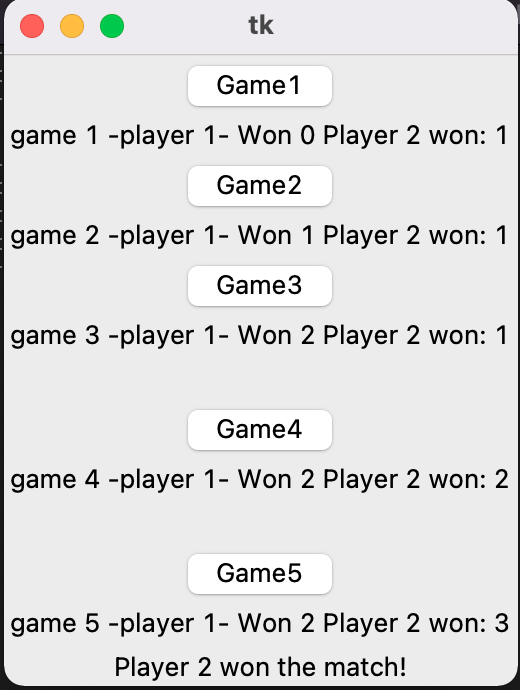 tk
Game1
game 1 -player 1- Won 0 Player 2 won: 1
Game2
game 2 -player 1- Won 1 Player 2 won: 1
Game3
game 3 -player 1- Won 2 Player 2 won: 1
Game4
game 4 -player 1- Won 2 Player 2 won: 2
Game5
game 5 -player 1- Won 2 Player 2 won: 3
Player 2 won the match!